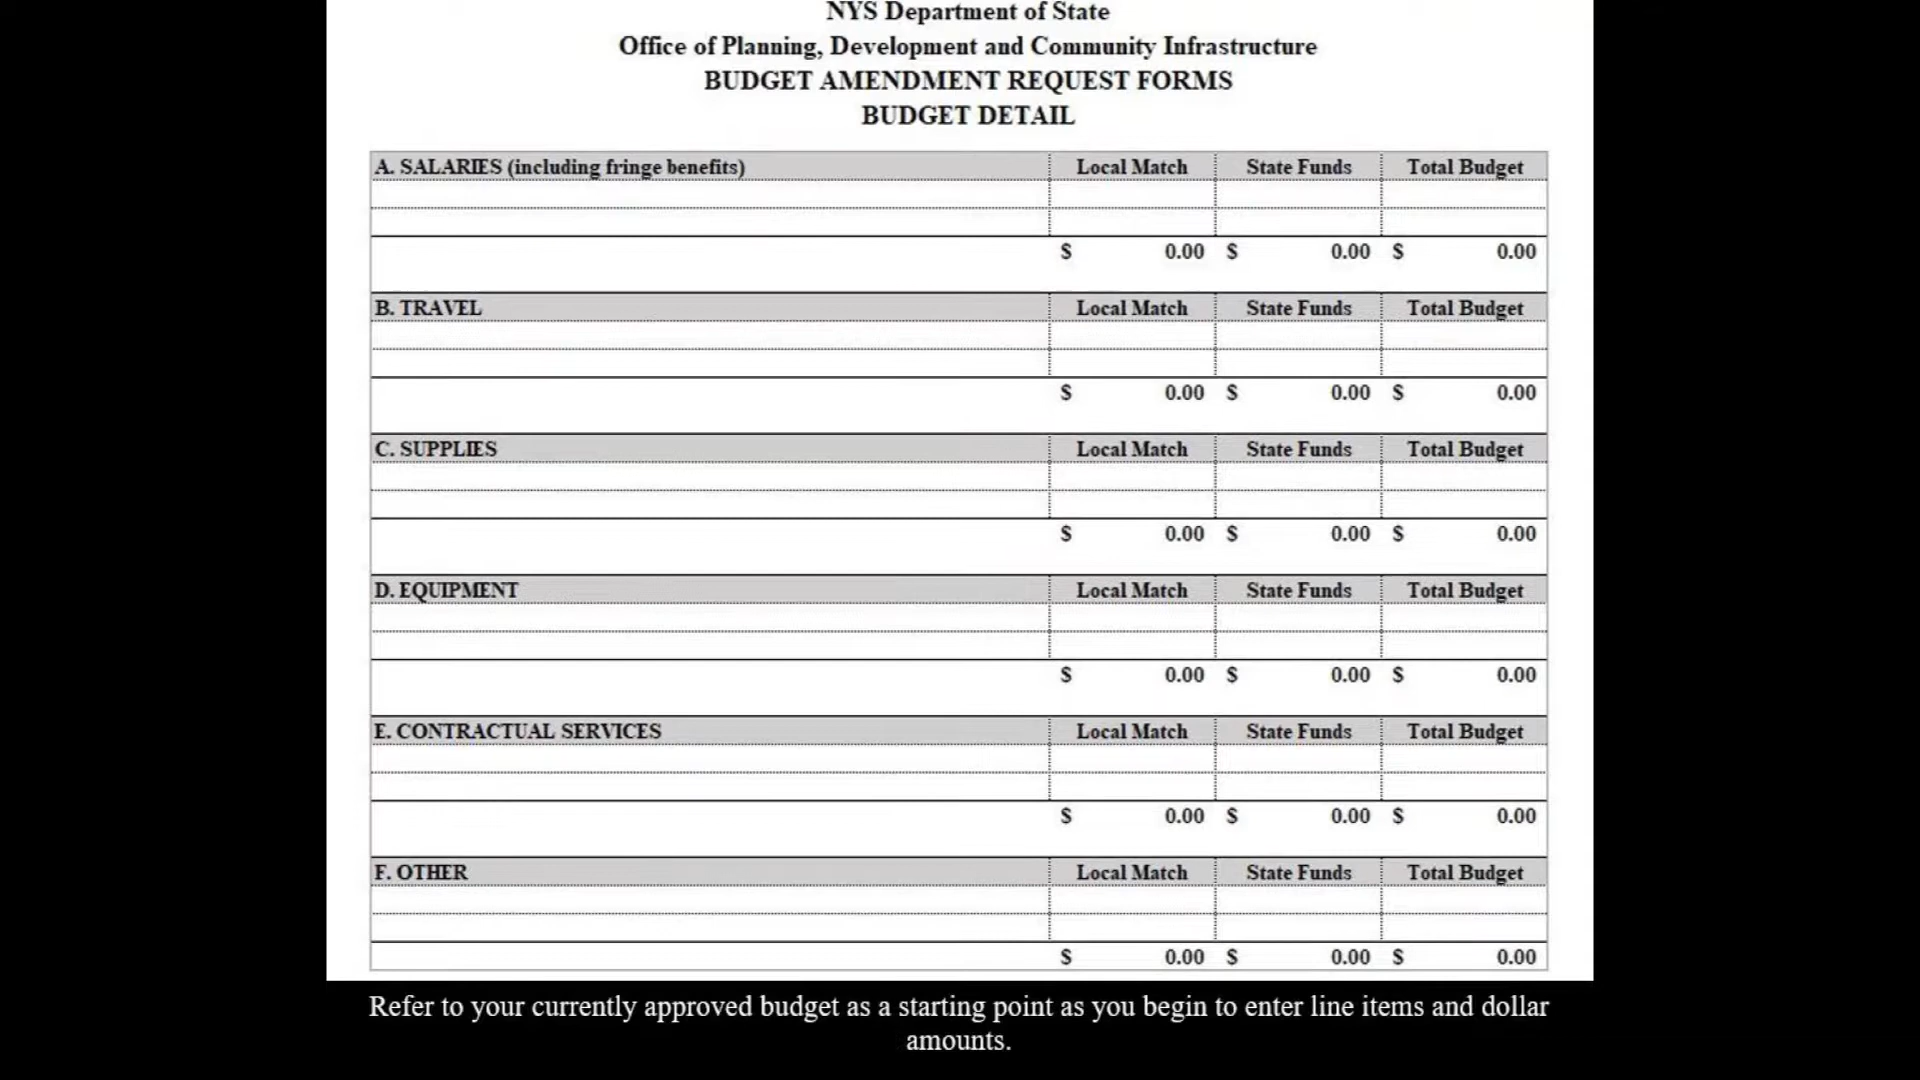 NYS Department of State
Office of Planning, Development and Community Infrastructure
BUDGET AMENDMENT REQUEST FORMS
BUDGET DETAIL
A. SALARIES (including fringe benefits) Local Match State Funds Total Budget
$ 0.00 $ 0.00 $ 0.00
B. TRAVEL Local Match State Funds Total Budget
$ 0.00 $ 0.00 $ 0.00
C. SUPPLIES Local Match State Funds Total Budget
$ 0.00 $ 0.00 $ 0.00
D. EQUIPMENT Local Match State Funds Total Budget
$ 0.00 $ 0.00 $ 0.00
E. CONTRACTUAL SERVICES Local Match State Funds Total Budget
$ 0.00 $ 0.00 $ 0.00
F. OTHER Local Match State Funds Total Budget
$ 0.00 $ 0.00 $ 0.00
Refer to your currently approved budget as a starting point as you begin to enter line items and dollar
amounts.